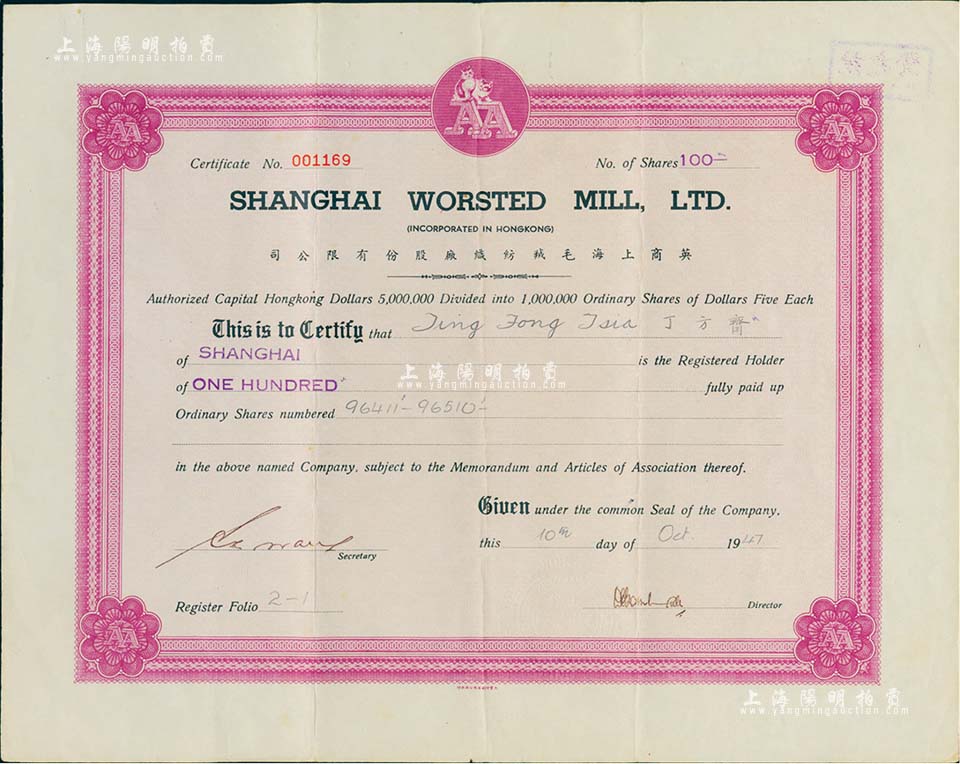 上海陽明拍賣
www.yangmingauction.com
AA
AA
AA
Certificate No. 001169
No. of Shares 100-
SHANGHAI WORSTED MILL, LTD.
(INCORPORATED IN HONGKONG)
司公限有份股廠織紡羢毛海上商英
Authorized Capital Hongkong Dollars 5,000,000 Divided into 1,000,000 Ordinary Shares of Dollars Five Each
This is to Certify that Ting Fong Tsia 丁方
of SHANGHAI is the Registered Holder
上海陽明拍賣
www.yangmingauction.com
of ONE HUNDRED fully paid up
Ordinary Shares numbered 96411-96510-
in the above named Company, subject to the Memorandum and Articles of Association thereof.
Given under the common Seal of the Company,
this 10th day of Oct. 1947
Secretary
Register Folio 2-1
Director
AA
AA
上海陽明拍賣
www.yangmingauction.com